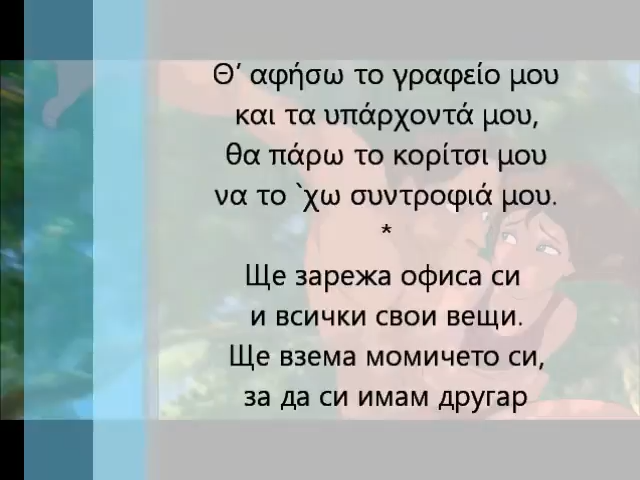 Θ’ αφήσω το γραφείο μου
και τα υπάρχοντά μου,
θα πάρω το κορίτσι μου
να το `χω συντροφιά μου.
*
Ще зарежа офиса си
и всички свои вещи.
Ще взема момичето си,
за да си имам другар